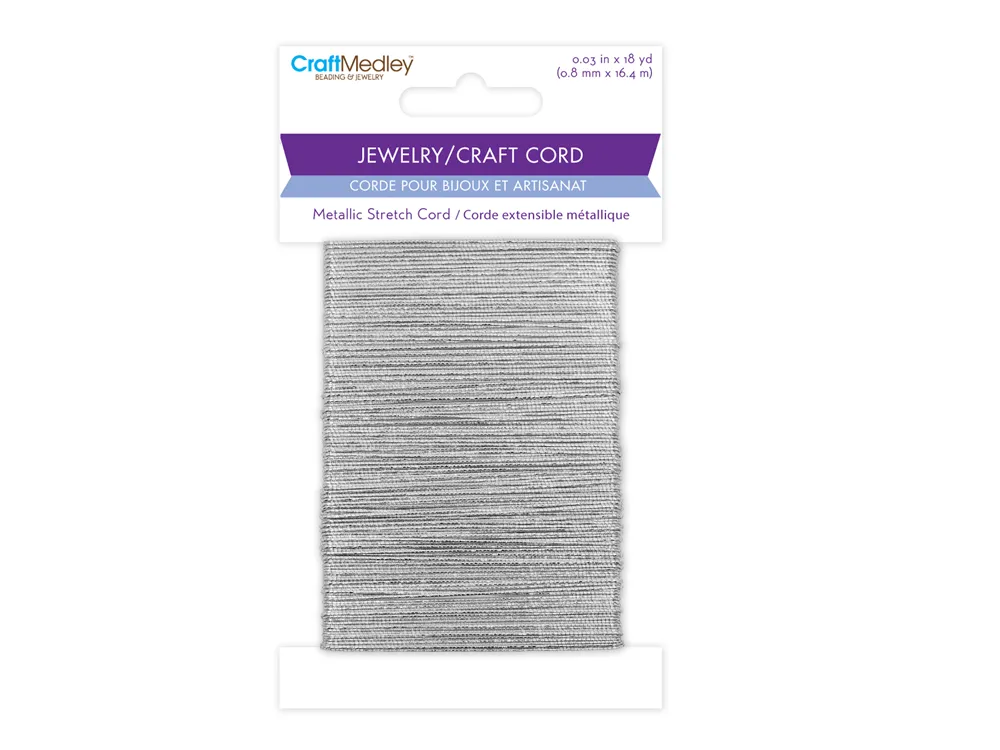 CraftMedley™
BEADING & JEWELRY
0.03 in x 18 yd
(0.8 mm x 16.4 m)
JEWELRY/CRAFT CORD
CORDE POUR BIJOUX ET ARTISANAT
Metallic Stretch Cord / Corde extensible métallique